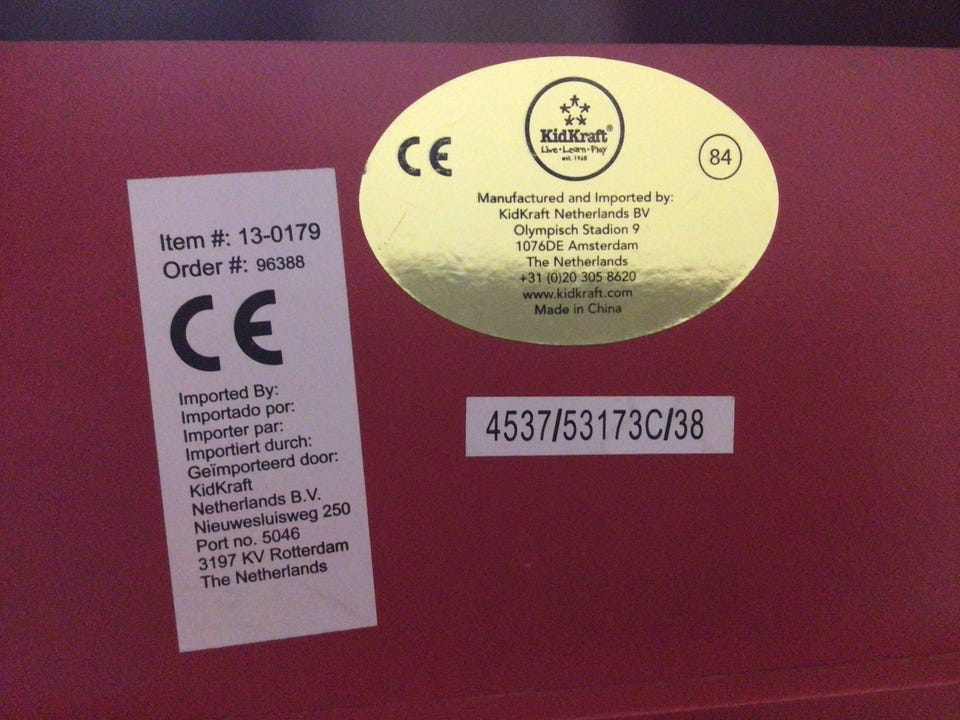 KidKraft®
Live•Learn•Play
est. 1968
CE
84
Manufactured and Imported by:
KidKraft Netherlands BV
Olympisch Stadion 9
1076DE Amsterdam
The Netherlands
+31 (0)20 305 8620
www.kidkraft.com
Made in China
Item #: 13-0179
Order #: 96388
CE
Imported By:
Importado por:
Importer par:
Importiert durch:
Geïmporteerd door:
KidKraft
Netherlands B.V.
Nieuwesluisweg 250
Port no. 5046
3197 KV Rotterdam
The Netherlands
4537/53173C/38